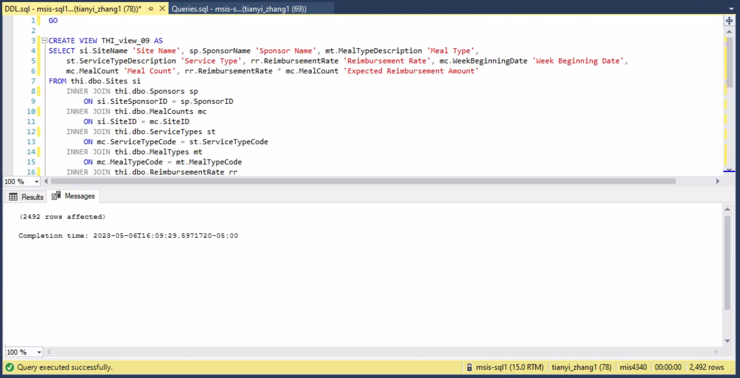 DDL.sql - msis-sql1...(tianyi_zhang1 (78))*
Queries.sql - msis-s...(tianyi_zhang1 (69))
1 GO
2
3 CREATE VIEW THI_view_09 AS
4 SELECT si.SiteName 'Site Name', sp.SponsorName 'Sponsor Name', mt.MealTypeDescription 'Meal Type',
5 st.ServiceTypeDescription 'Service Type', rr.ReimbursementRate 'Reimbursement Rate', mc.WeekBeginningDate 'Week Beginning Date',
6 mc.MealCount 'Meal Count', rr.ReimbursementRate * mc.MealCount 'Expected Reimbursement Amount'
7 FROM thi.dbo.Sites si
8 INNER JOIN thi.dbo.Sponsors sp
9 ON si.SiteSponsorID = sp.SponsorID
10 INNER JOIN thi.dbo.MealCounts mc
11 ON si.SiteID = mc.SiteID
12 INNER JOIN thi.dbo.ServiceTypes st
13 ON mc.ServiceTypeCode = st.ServiceTypeCode
14 INNER JOIN thi.dbo.MealTypes mt
15 ON mc.MealTypeCode = mt.MealTypeCode
16 INNER JOIN thi.dbo.ReimbursementRate rr
100 %
Results Messages
(2492 rows affected)
Completion time: 2023-05-06T16:09:29.5971720-05:00
100 %
Query executed successfully. msis-sql1 (15.0 RTM) tianyi_zhang1 (78) mis4340 00:00:00 2,492 rows